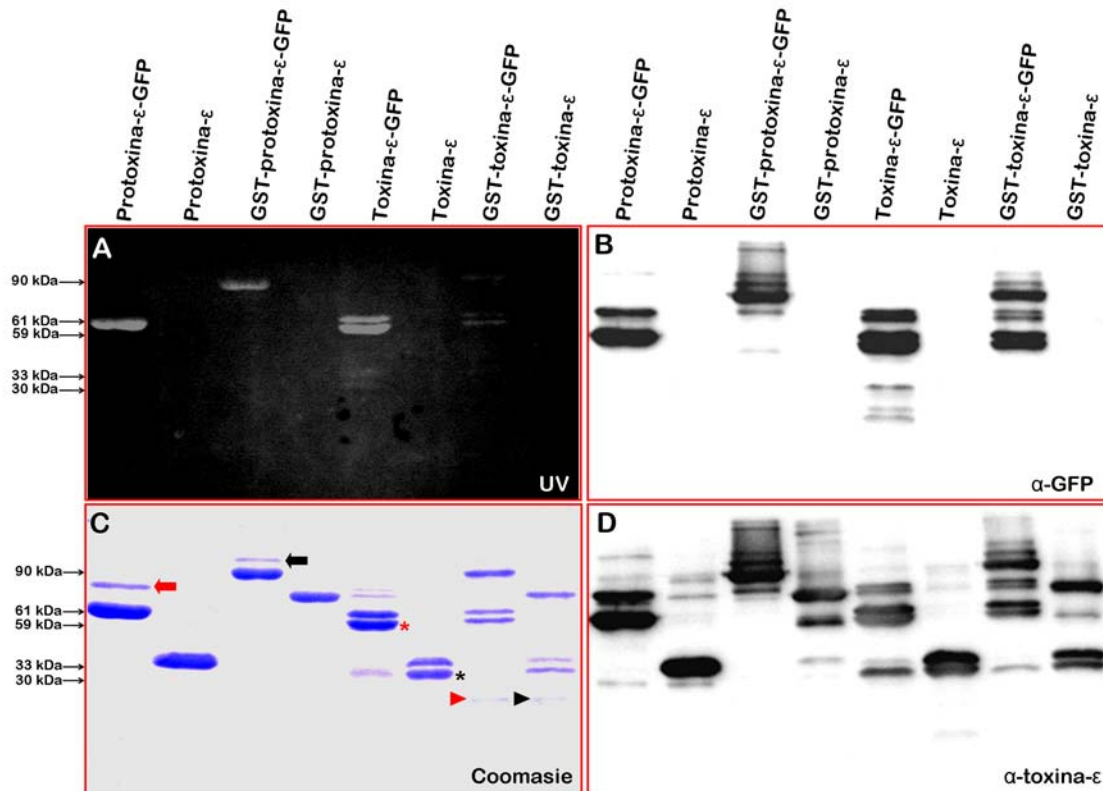 Protoxina-ε-GFP
Protoxina-ε
GST-protoxina-ε-GFP
GST-protoxina-ε
Toxina-ε-GFP
Toxina-ε
GST-toxina-ε-GFP
GST-toxina-ε
Protoxina-ε-GFP
Protoxina-ε
GST-protoxina-ε-GFP
GST-protoxina-ε
Toxina-ε-GFP
Toxina-ε
GST-toxina-ε-GFP
GST-toxina-ε
A
90 kDa
61 kDa
59 kDa
33 kDa
30 kDa
UV
B
α-GFP
C
90 kDa
61 kDa
59 kDa
*
33 kDa
30 kDa
*
Coomasie
D
α-toxina-ε